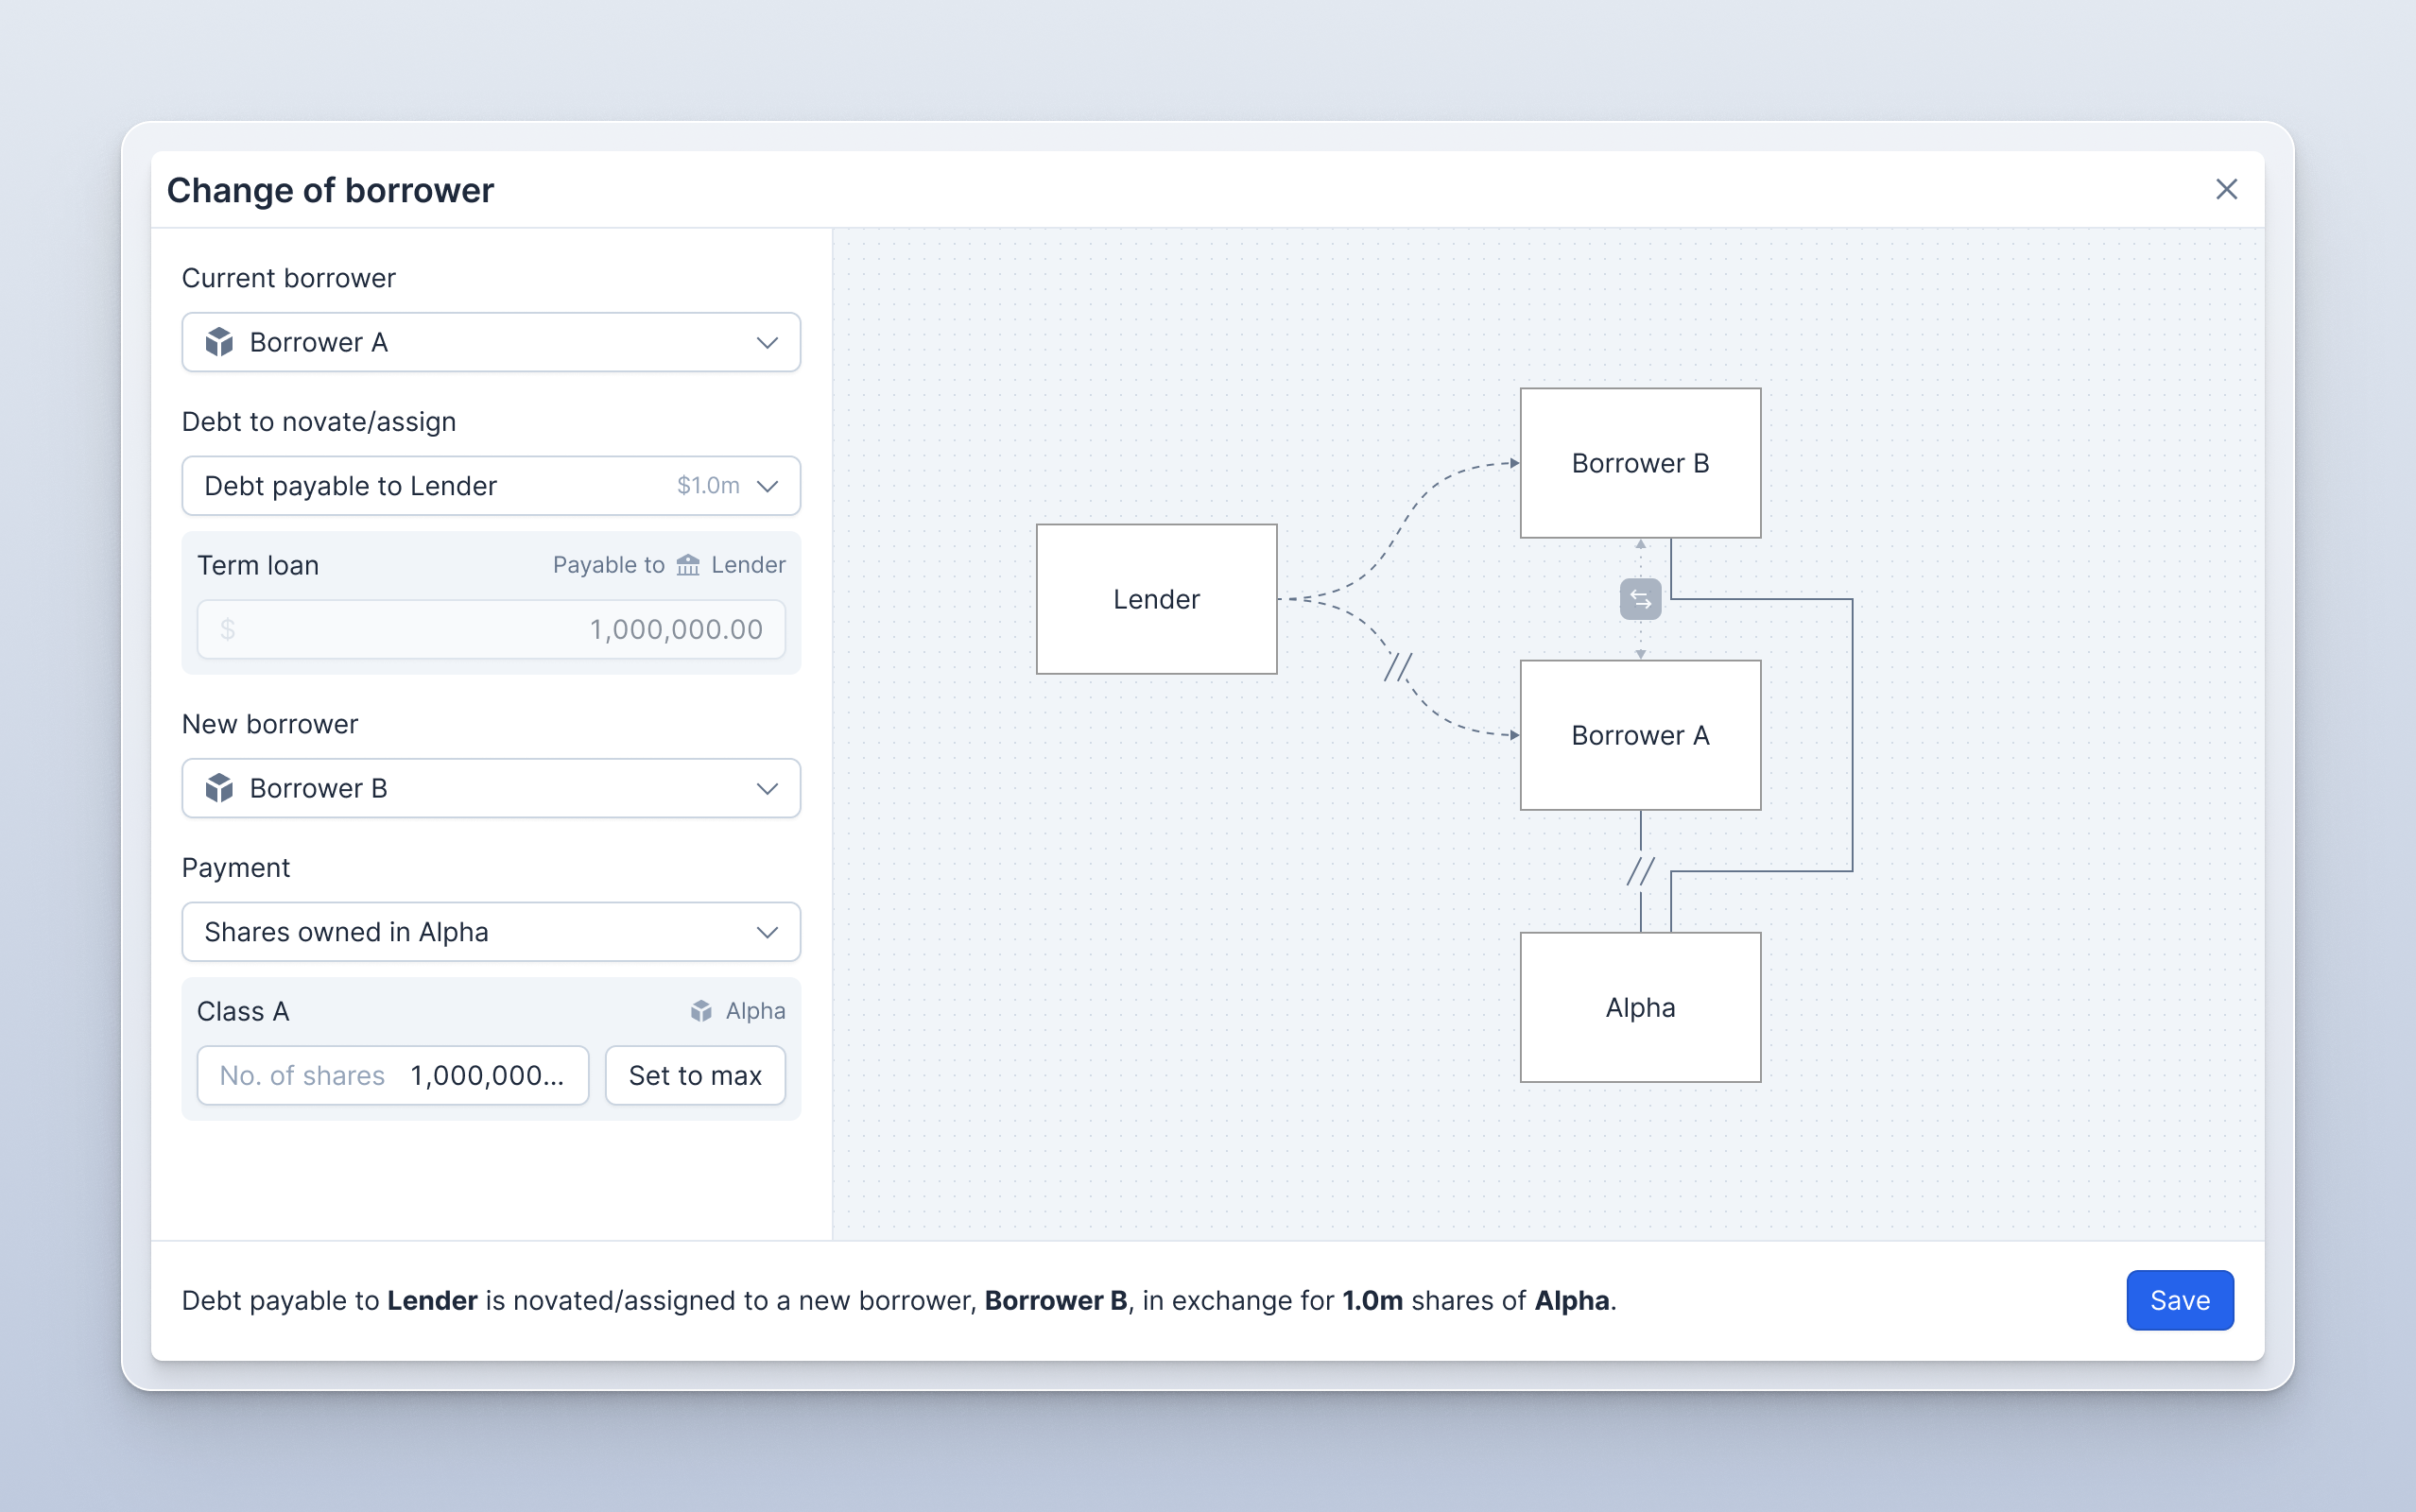 Change of borrower
Current borrower
Borrower A
Debt to novate/assign
Debt payable to Lender $1.0m
Term loan Payable to Lender
$ 1,000,000.00
New borrower
Borrower B
Payment
Shares owned in Alpha
Class A Alpha
No. of shares 1,000,000... Set to max
Borrower B
Lender
Borrower A
Alpha
Debt payable to Lender is novated/assigned to a new borrower, Borrower B, in exchange for 1.0m shares of Alpha.
Save